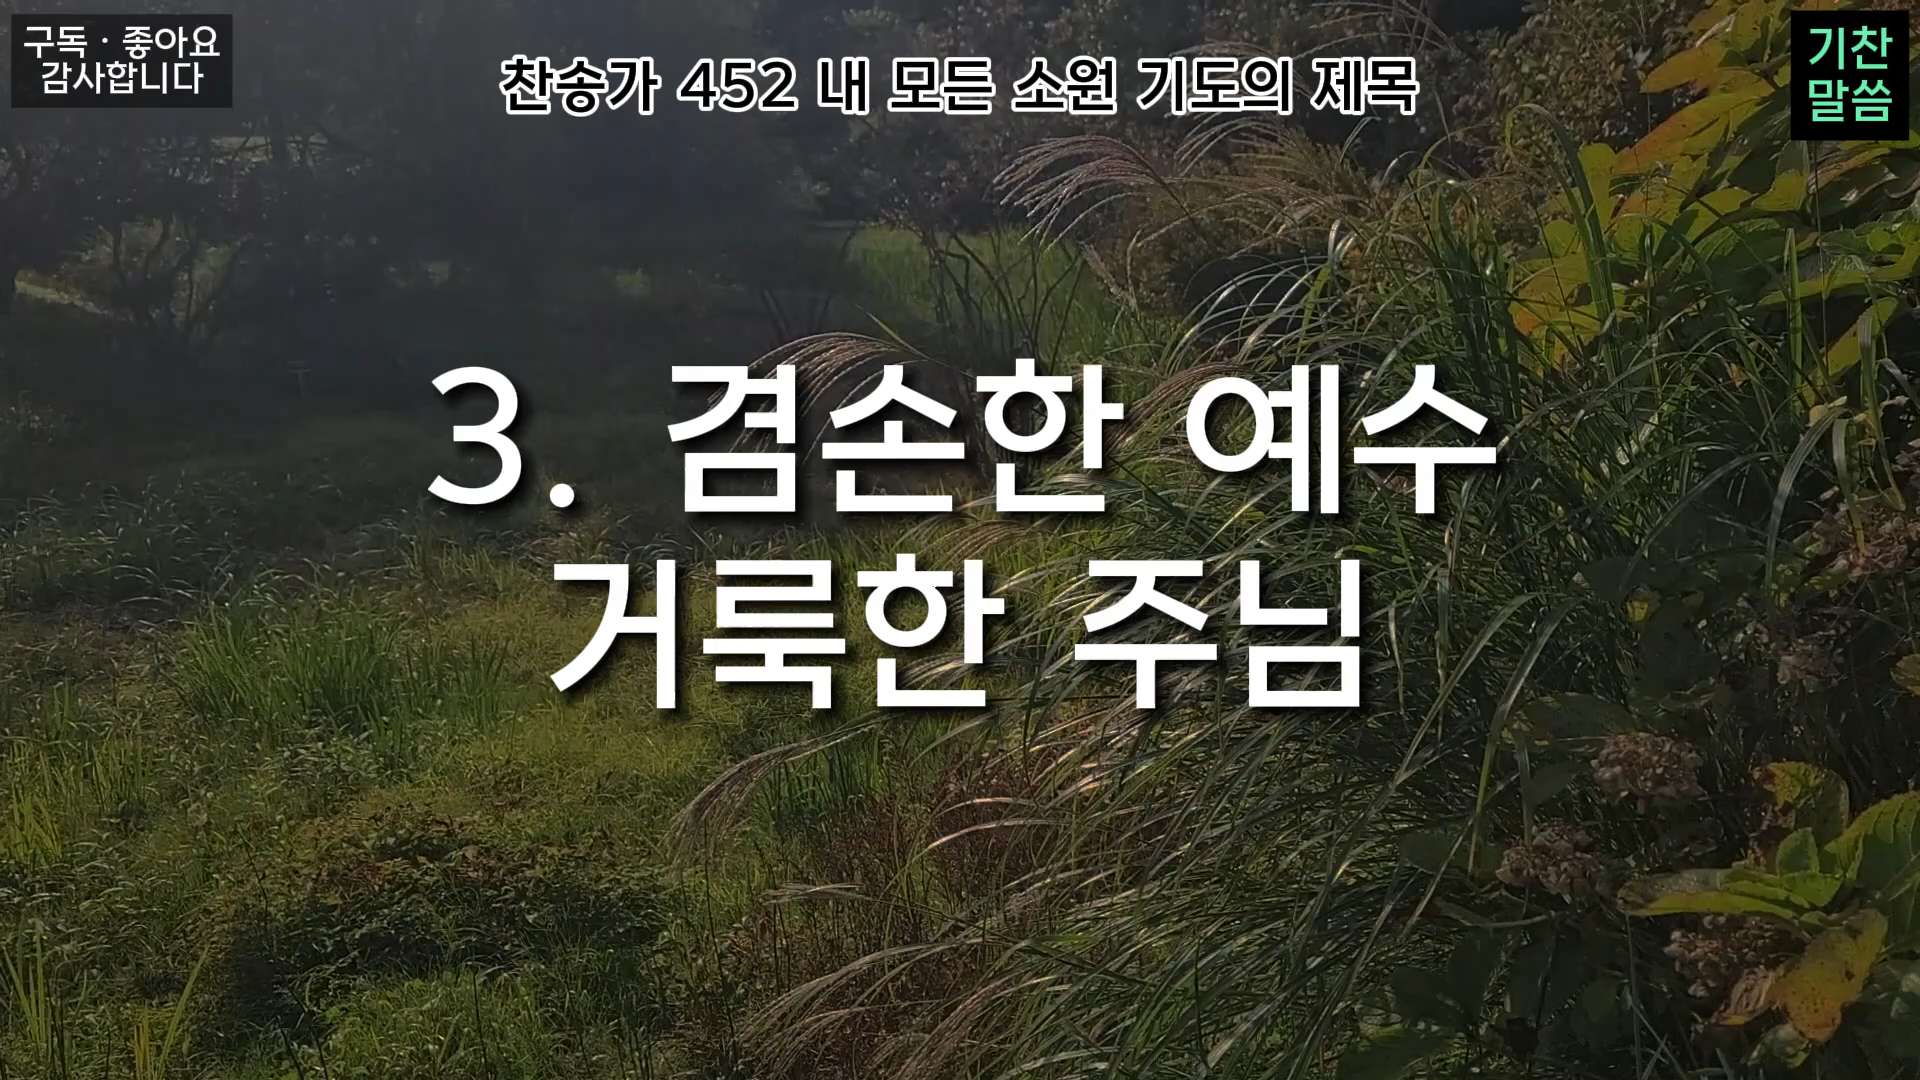 구독 · 좋아요
감사합니다
찬송가 452 내 모든 소원 기도의 제목
기찬
말씀
3. 겸손한 예수
거룩한 주님